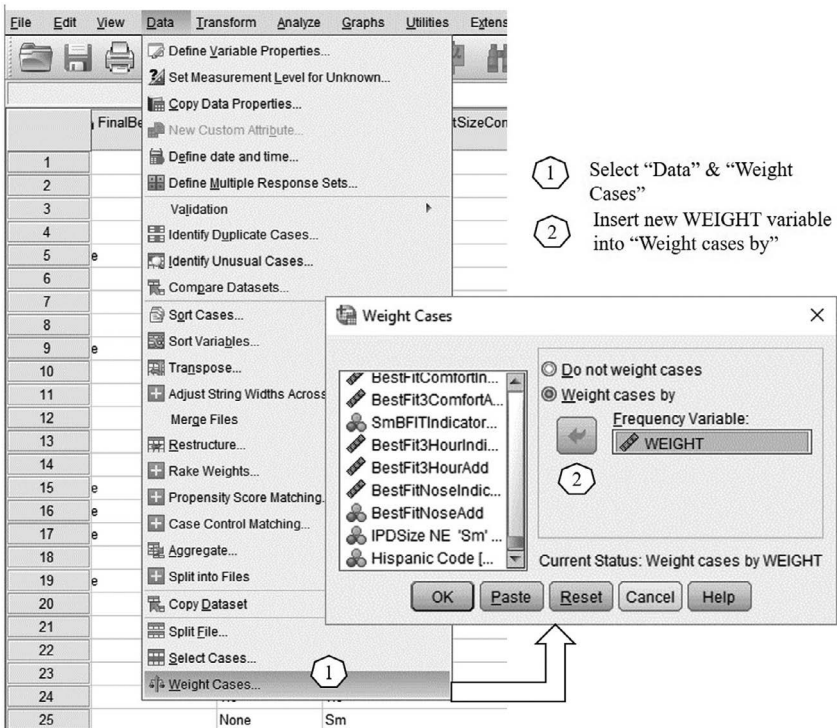 File Edit View Data Transform Analyze Graphs Utilities Extens
Define Variable Properties...
Set Measurement Level for Unknown...
Copy Data Properties...
New Custom Attribute...
Define date and time...
Define Multiple Response Sets...
Validation
Identify Duplicate Cases...
Identify Unusual Cases...
Compare Datasets...
Sort Cases...
Sort Variables...
Transpose...
Adjust String Widths Across
Merge Files
Restructure...
Rake Weights...
Propensity Score Matching.
Case Control Matching...
Aggregate...
Split into Files
Copy Dataset
Split File...
Select Cases...
Weight Cases...
1
FinalBe
tSizeCon
1
2
3
4
5 e
6
7
8
9 e
10
11
12
13
14
15 e
16 e
17 e
18
19 e
20
21
22
23
24
25 None Sm
1 Select “Data” & “Weight
Cases”
2 Insert new WEIGHT variable
into “Weight cases by”
Weight Cases
BestFitComfortIn...
BestFit3ComfortA...
SmBFITIndicator...
BestFit3HourIndi...
BestFit3HourAdd
BestFitNoseIndic...
BestFitNoseAdd
IPDSize NE 'Sm' ...
Hispanic Code [...
Do not weight cases
Weight cases by
Frequency Variable:
WEIGHT
2
Current Status: Weight cases by WEIGHT
OK Paste Reset Cancel Help